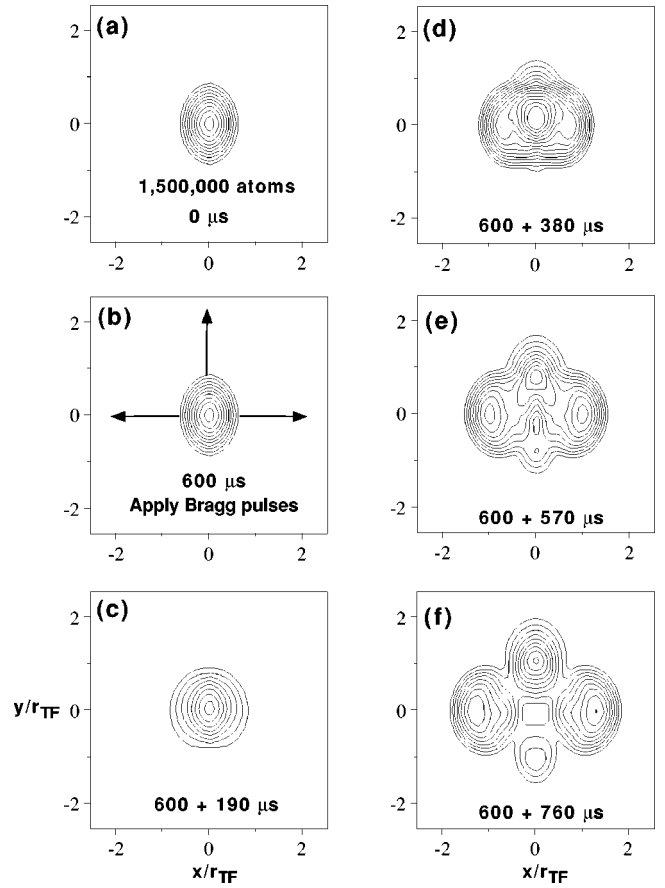 (a)
2
0
-2
1,500,000 atoms
0 μs
-2 0 2
(b)
2
0
-2
600 μs
Apply Bragg pulses
-2 0 2
(c)
2
y/rTF 0
-2
600 + 190 μs
-2 0 2
x/rTF
(d)
2
0
-2
600 + 380 μs
-2 0 2
(e)
2
0
-2
600 + 570 μs
-2 0 2
(f)
2
0
-2
600 + 760 μs
-2 0 2
x/rTF